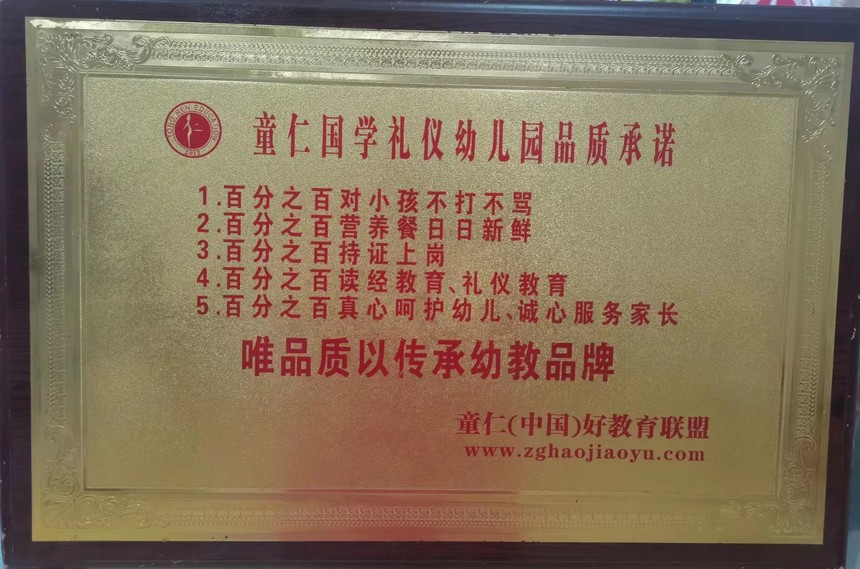 TONG REN EDUCATION
仁
2013
童仁国学礼仪幼儿园品质承诺
1.百分之百对小孩不打不骂
2.百分之百营养餐日日新鲜
3.百分之百持证上岗
4.百分之百读经教育、礼仪教育
5.百分之百真心呵护幼儿、诚心服务家长
唯品质以传承幼教品牌
童仁(中国)好教育联盟
www.zghaojiaoyu.com